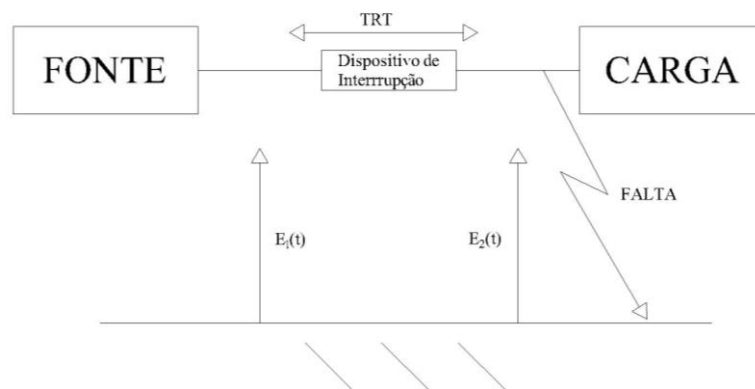 TRT
FONTE
Dispositivo de
Interrrupção
CARGA
FALTA
E₁(t)
E₂(t)